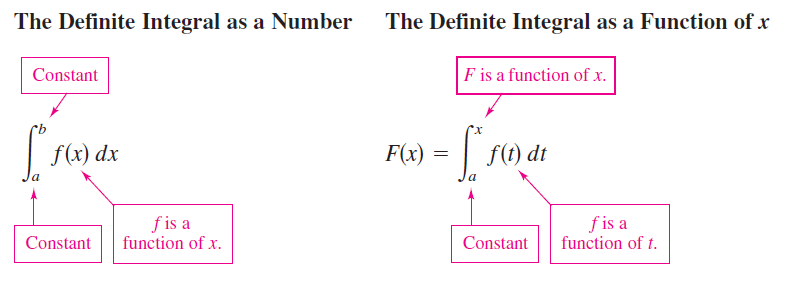 The Definite Integral as a Number
Constant
∫_a^b f(x) dx
Constant
f is a
function of x.
The Definite Integral as a Function of x
F is a function of x.
F(x) = ∫_a^x f(t) dt
Constant
f is a
function of t.